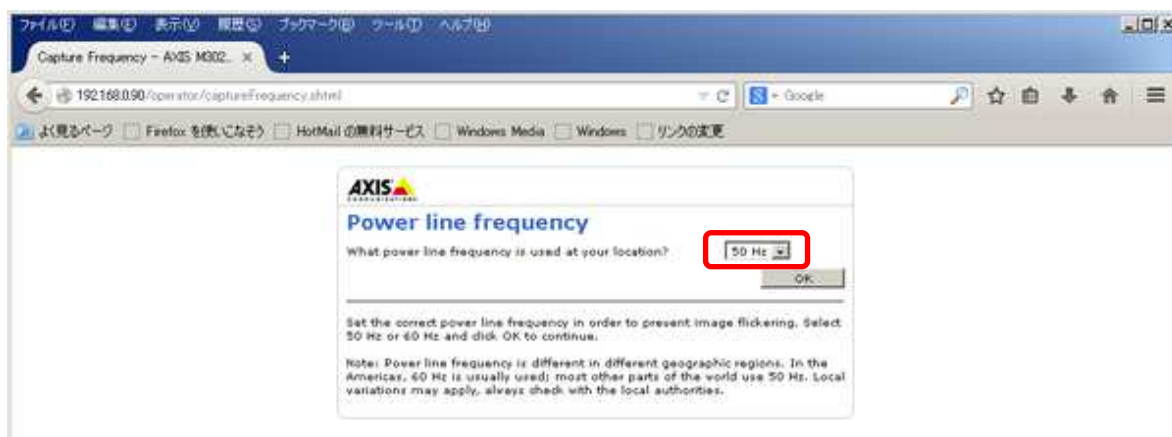 ファイル(F) 編集(E) 表示(V) 履歴(S) ブックマーク(B) ツール(T) ヘルプ(H)
Capture Frequency - AXIS M302...
192.168.0.90/operator/captureFrequency.shtml
Google
よく見るページ Firefox を使いこなそう HotMail の無料サービス Windows Media Windows リンクの変更
AXIS
COMMUNICATIONS
Power line frequency
What power line frequency is used at your location? 50 Hz
OK
Set the correct power line frequency in order to prevent image flickering. Select
50 Hz or 60 Hz and click OK to continue.
Note: Power line frequency is different in different geographic regions. In the
Americas, 60 Hz is usually used; most other parts of the world use 50 Hz. Local
variations may apply, always check with the local authorities.